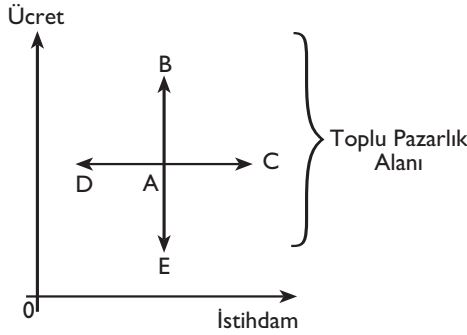 Ücret
B
Toplu Pazarlık
Alanı
D
A
C
E
0
İstihdam